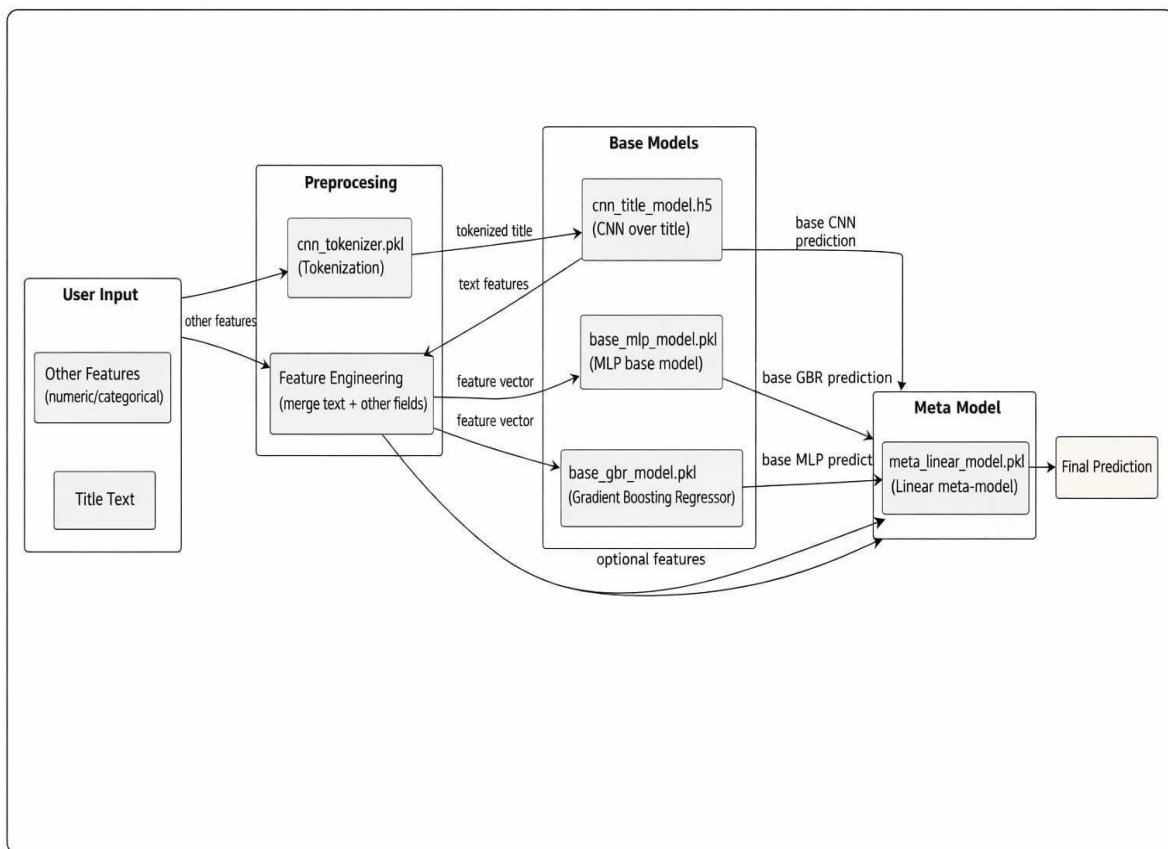 User Input
Other Features
(numeric/categorical)
Title Text
other features
Preprocesing
cnn_tokenizer.pkl
(Tokenization)
Feature Engineering
(merge text + other fields)
tokenized title
text features
feature vector
feature vector
Base Models
cnn_title_model.h5
(CNN over title)
base_mlp_model.pkl
(MLP base model)
base_gbr_model.pkl
(Gradient Boosting Regressor)
optional features
base CNN
prediction
base GBR prediction
base MLP predict
Meta Model
meta_linear_model.pkl
(Linear meta-model)
Final Prediction